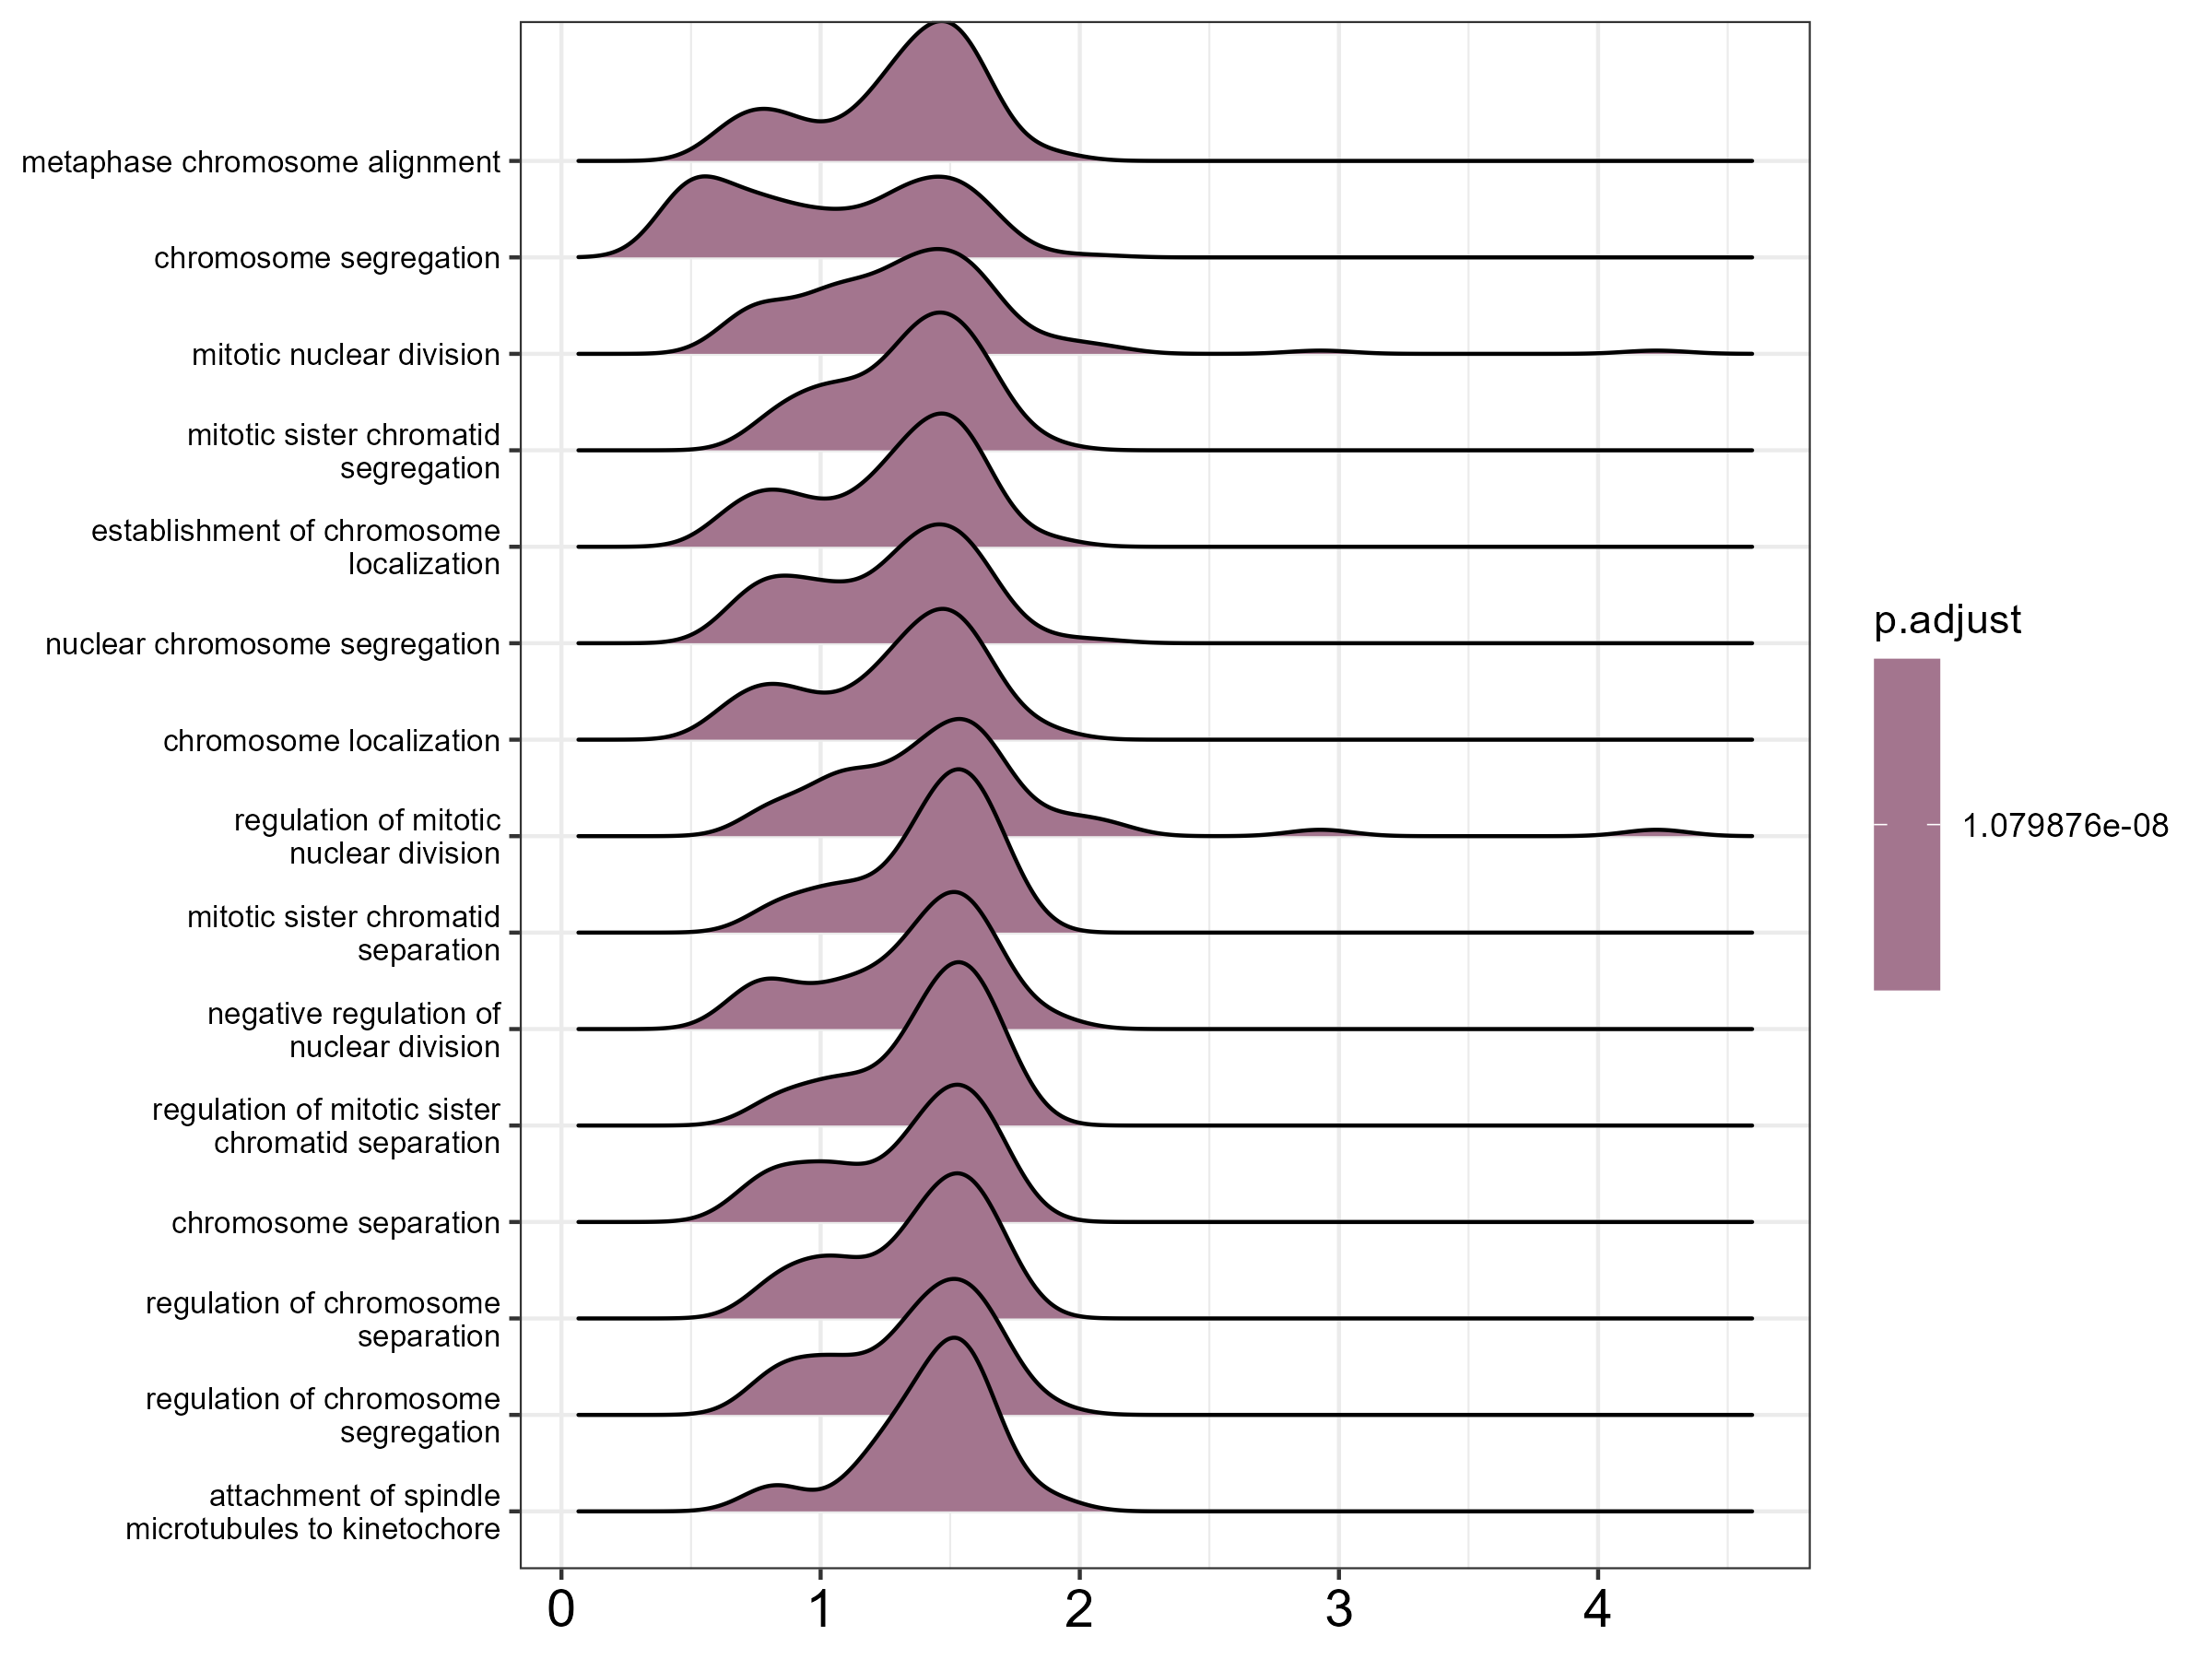 metaphase chromosome alignment
chromosome segregation
mitotic nuclear division
mitotic sister chromatid
segregation
establishment of chromosome
localization
nuclear chromosome segregation
chromosome localization
regulation of mitotic
nuclear division
mitotic sister chromatid
separation
negative regulation of
nuclear division
regulation of mitotic sister
chromatid separation
chromosome separation
regulation of chromosome
separation
regulation of chromosome
segregation
attachment of spindle
microtubules to kinetochore
0 1 2 3 4
p.adjust
1.079876e-08